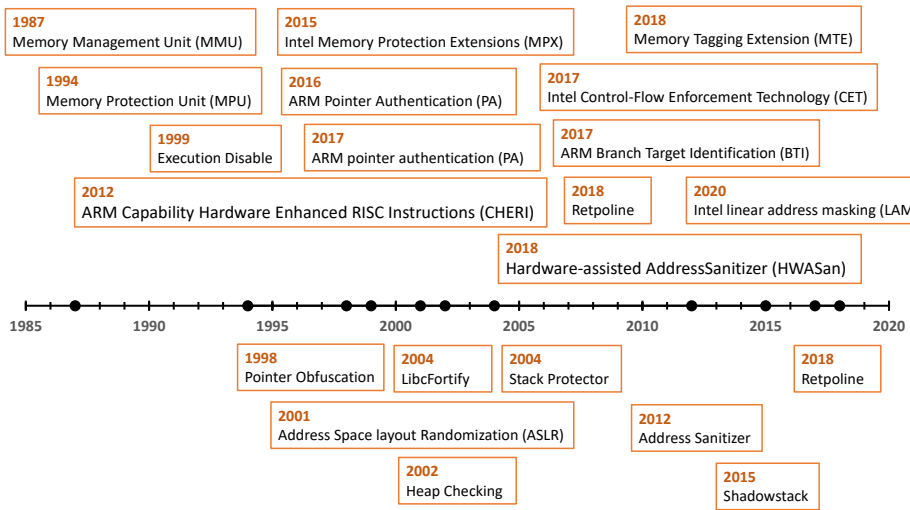 1987
Memory Management Unit (MMU)
2015
Intel Memory Protection Extensions (MPX)
2018
Memory Tagging Extension (MTE)
1994
Memory Protection Unit (MPU)
2016
ARM Pointer Authentication (PA)
2017
Intel Control-Flow Enforcement Technology (CET)
1999
Execution Disable
2017
ARM pointer authentication (PA)
2017
ARM Branch Target Identification (BTI)
2012
ARM Capability Hardware Enhanced RISC Instructions (CHERI)
2018
Retpoline
2020
Intel linear address masking (LAM
2018
Hardware-assisted AddressSanitizer (HWASan)
1985 1990 1995 2000 2005 2010 2015 2020
1998
Pointer Obfuscation
2004
LibcFortify
2004
Stack Protector
2018
Retpoline
2001
Address Space layout Randomization (ASLR)
2012
Address Sanitizer
2002
Heap Checking
2015
Shadowstack